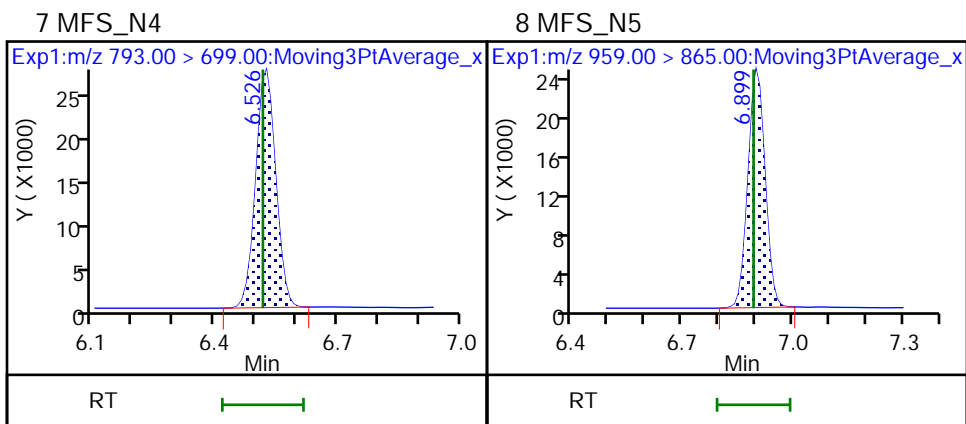 7 MFS_N4
Exp1:m/z 793.00 > 699.00:Moving3PtAverage_x
6.526
Y ( X1000)
25
20
15
10
5
0
6.1 6.4 6.7 7.0
Min
RT
8 MFS_N5
Exp1:m/z 959.00 > 865.00:Moving3PtAverage_x
6.899
Y ( X1000)
24
20
16
12
8
4
0
6.4 6.7 7.0 7.3
Min
RT